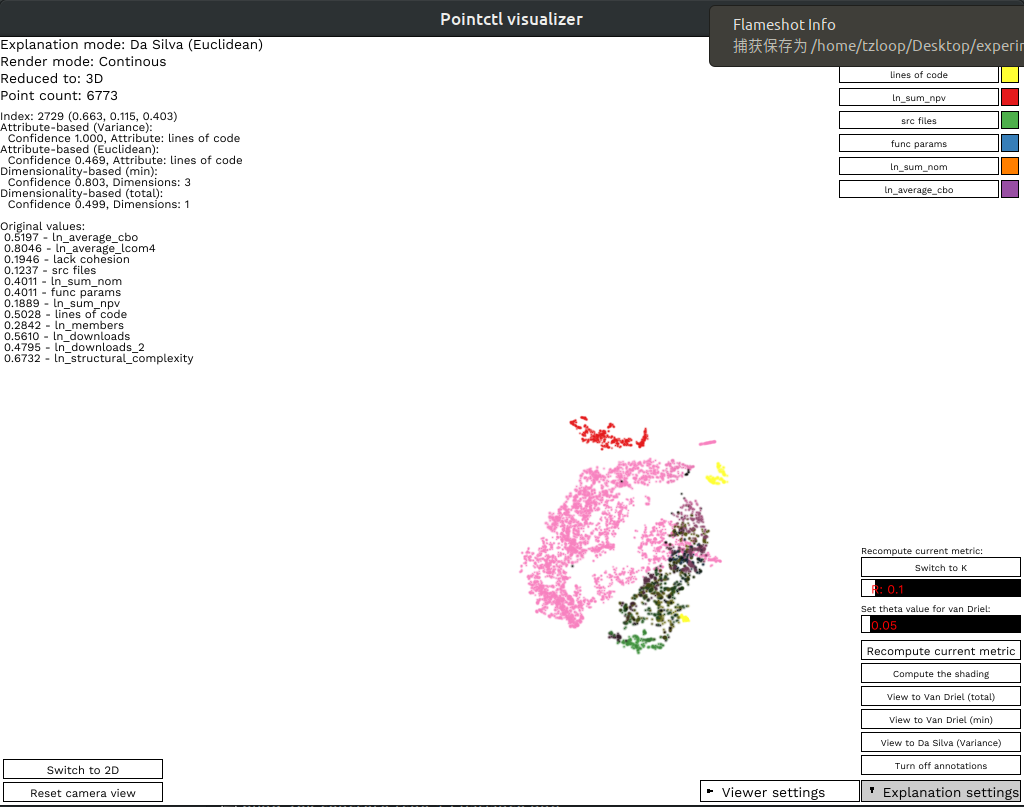 Pointctl visualizer
Flameshot Info
捕获保存为 /home/tzloop/Desktop/experin
Explanation mode: Da Silva (Euclidean)
Render mode: Continous
Reduced to: 3D
Point count: 6773
Index: 2729 (0.663, 0.115, 0.403)
Attribute-based (Variance):
Confidence 1.000, Attribute: lines of code
Attribute-based (Euclidean):
Confidence 0.469, Attribute: lines of code
Dimensionality-based (min):
Confidence 0.803, Dimensions: 3
Dimensionality-based (total):
Confidence 0.499, Dimensions: 1
Original values:
0.5197 - ln_average_cbo
0.8046 - ln_average_lcom4
0.1946 - lack cohesion
0.1237 - src files
0.4011 - ln_sum_nom
0.4011 - func params
0.1889 - ln_sum_npv
0.5028 - lines of code
0.2842 - ln_members
0.5610 - ln_downloads
0.4795 - ln_downloads_2
0.6732 - ln_structural_complexity
lines of code
ln_sum_npv
src files
func params
ln_sum_nom
ln_average_cbo
Recompute current metric:
Switch to K
R: 0.1
Set theta value for van Driel:
0.05
Recompute current metric
Compute the shading
View to Van Driel (total)
View to Van Driel (min)
View to Da Silva (Variance)
Turn off annotations
Switch to 2D
Reset camera view
Viewer settings
Explanation settings